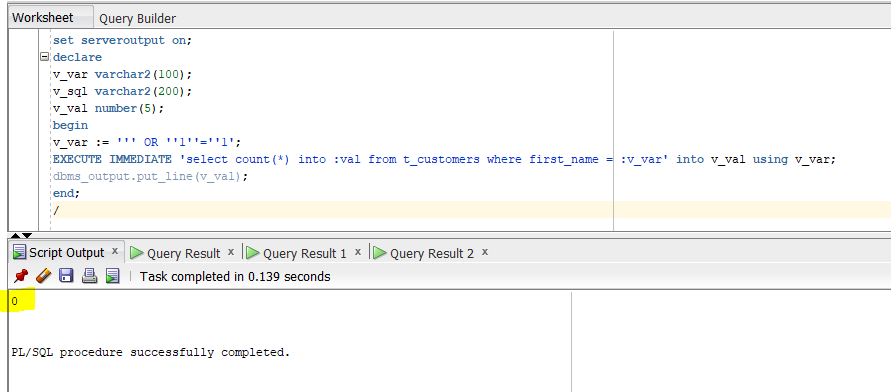 Worksheet Query Builder
set serveroutput on;
declare
v_var varchar2(100);
v_sql varchar2(200);
v_val number(5);
begin
v_var := ''' OR ''1''=''1';
EXECUTE IMMEDIATE 'select count(*) into :val from t_customers where first_name = :v_var' into v_val using v_var;
dbms_output.put_line(v_val);
end;
/
Script Output x Query Result x Query Result 1 x Query Result 2 x
Task completed in 0.139 seconds
0
PL/SQL procedure successfully completed.